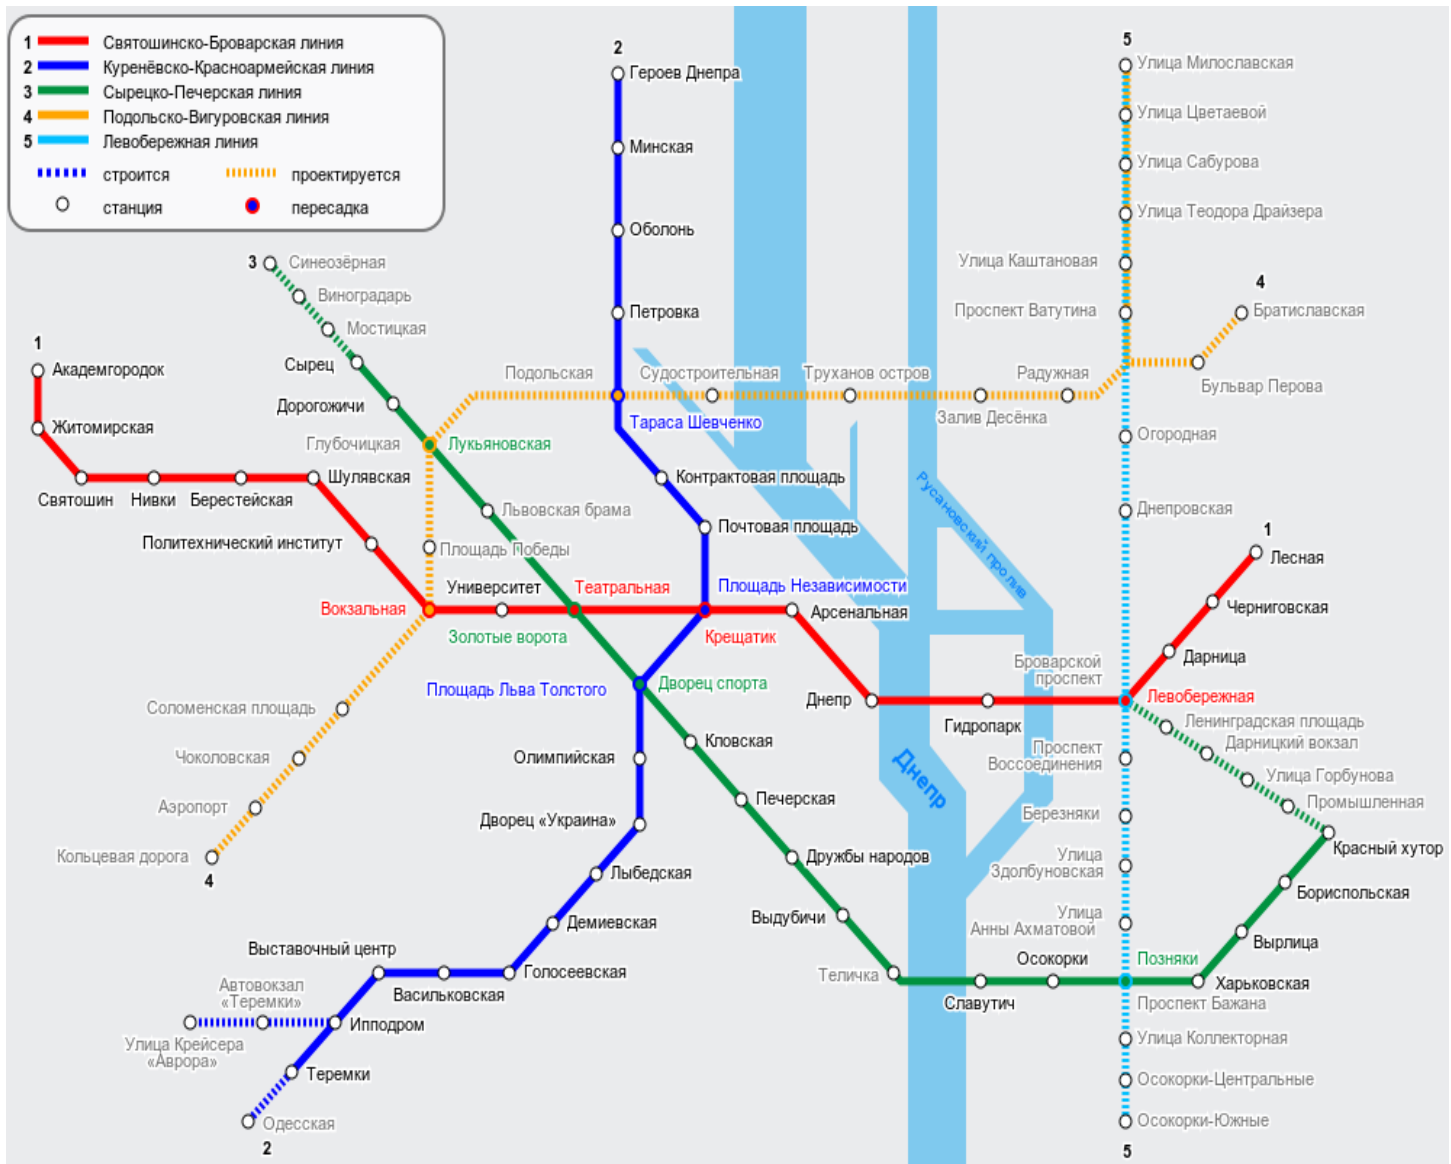 1 Святошинско-Броварская линия
2 Куренёвско-Красноармейская линия
3 Сырецко-Печерская линия
4 Подольско-Вигуровская линия
5 Левобережная линия
строится
проектируется
станция
пересадка
2
Героев Днепра
Минская
Оболонь
Петровка
5
Улица Милославская
Улица Цветаевой
Улица Сабурова
Улица Теодора Драйзера
Улица Каштановая
Проспект Ватутина
4
Братиславская
Бульвар Перова
3
Синеозёрная
Виноградарь
Мостицкая
Сырец
Дорогожичи
Глубочицкая
Лукьяновская
Подольская
Судостроительная
Труханов остров
Радужная
Залив Десёнка
Тараса Шевченко
Огородная
1
Академгородок
Житомирская
Святошин
Нивки
Берестейская
Шулявская
Контрактовая площадь
Русановский пролив
Львовская брама
Днепровская
Почтовая площадь
Политехнический институт
Площадь Победы
1
Лесная
Университет
Театральная
Площадь Независимости
Вокзальная
Золотые ворота
Крещатик
Арсенальная
Черниговская
Дарница
Броварской
проспект
Левобережная
Площадь Льва Толстого
Дворец спорта
Днепр
Гидропарк
Соломенская площадь
Ленинградская площадь
Дарницкий вокзал
Кловская
Проспект
Воссоединения
Чоколовская
Олимпийская
Улица Горбунова
Днепр
Печерская
Промышленная
Аэропорт
Дворец «Украина»
Березняки
Красный хутор
Кольцевая дорога
4
Дружбы народов
Улица
Здолбуновская
Лыбедская
Бориспольская
Выдубичи
Улица
Анны Ахматовой
Демиевская
Вырлица
Выставочный центр
Голосеевская
Теличка
Осокорки
Позняки
Харьковская
Автовокзал
«Теремки»
Васильковская
Славутич
Проспект Бажана
Ипподром
Улица Крейсера
«Аврора»
Улица Коллекторная
Теремки
Осокорки-Центральные
Одесская
2
Осокорки-Южные
5